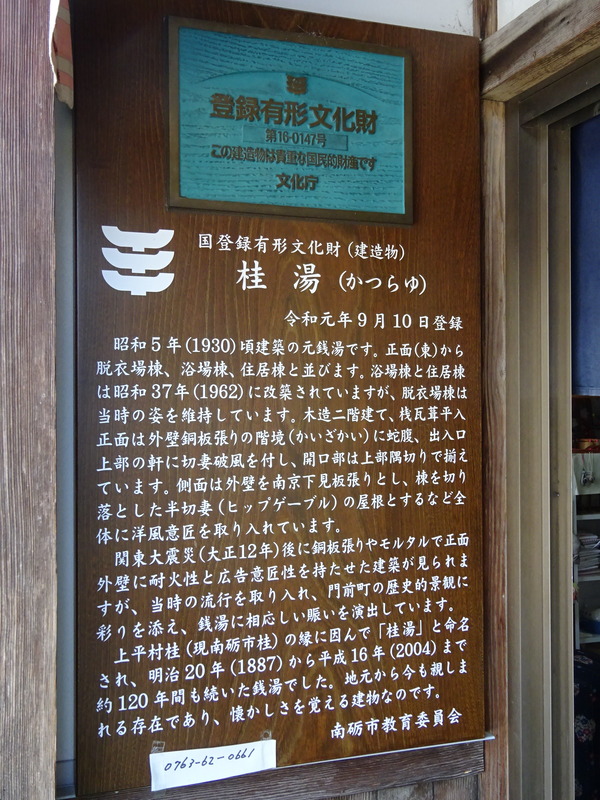 登録有形文化財
第16-0147号
この建造物は貴重な国民的財産です
文化庁
国登録有形文化財（建造物）
桂湯（かつらゆ）
令和元年9月10日登録
昭和5年(1930)頃建築の元銭湯です。正面(東)から
脱衣場棟、浴場棟、住居棟と並びます。浴場棟と住居棟
は昭和37年(1962)に改築されていますが、脱衣場棟は
当時の姿を維持しています。木造二階建て、桟瓦葺平入
正面は外壁銅板張りの階境(かいざかい)に蛇腹、出入口
上部の軒に切妻破風を付し、開口部は上部隅切りで揃え
ています。側面は外壁を南京下見板張りとし、棟を切り
落とした半切妻(ヒップゲーブル)の屋根とするなど全
体に洋風意匠を取り入れています。
関東大震災(大正12年)後に銅板張りやモルタルで正面
外壁に耐火性と広告意匠性を持たせた建築が見られま
すが、当時の流行を取り入れ、門前町の歴史的景観に
彩りを添え、銭湯に相応しい賑いを演出しています。
上平村桂(現南砺市桂)の縁に因んで「桂湯」と命名
され、明治20年(1887)から平成16年(2004)まで
約120年間も続いた銭湯でした。地元から今も親しま
れる存在であり、懐かしさを覚える建物なのです。
南砺市教育委員会
0763-62-0661